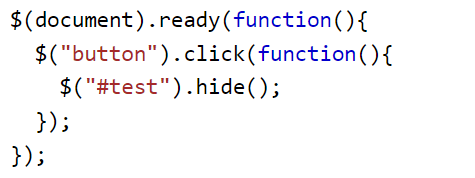 $(document).ready(function(){
  $("button").click(function(){
    $("#test").hide();
  });
});